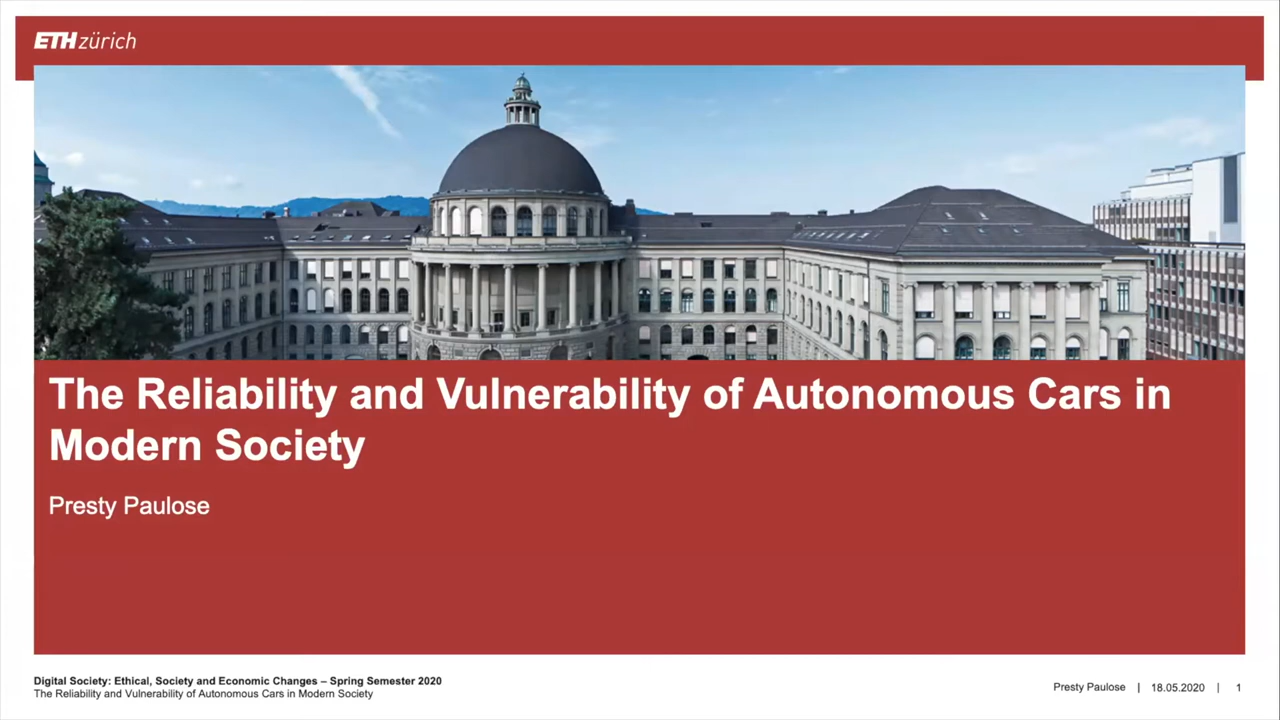 ETH zürich
The Reliability and Vulnerability of Autonomous Cars in
Modern Society
Presty Paulose
Digital Society: Ethical, Society and Economic Changes – Spring Semester 2020
The Reliability and Vulnerability of Autonomous Cars in Modern Society
Presty Paulose | 18.05.2020 | 1